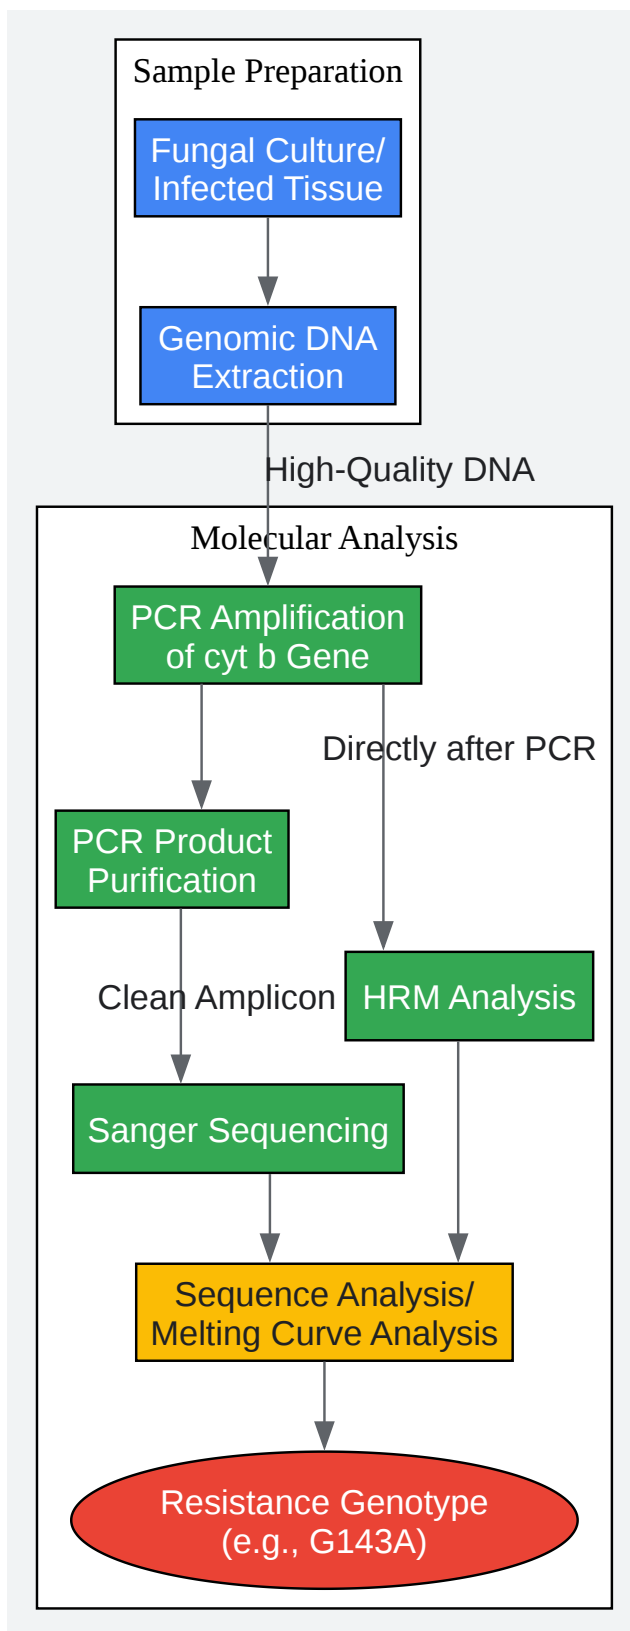 Sample Preparation
Fungal Culture/
Infected Tissue
Genomic DNA
Extraction
High-Quality DNA
Molecular Analysis
PCR Amplification
of cyt b Gene
Directly after PCR
PCR Product
Purification
Clean Amplicon
HRM Analysis
Sanger Sequencing
Sequence Analysis/
Melting Curve Analysis
Resistance Genotype
(e.g., G143A)